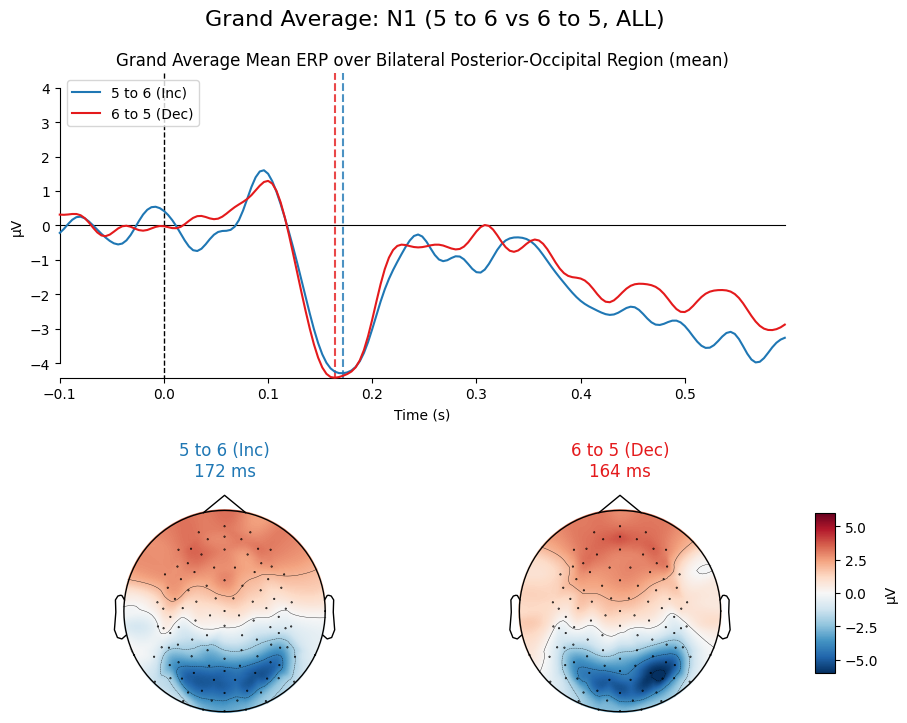 Grand Average: N1 (5 to 6 vs 6 to 5, ALL)
Grand Average Mean ERP over Bilateral Posterior-Occipital Region (mean)
5 to 6 (Inc)
6 to 5 (Dec)
4
3
2
1
0
−1
−2
−3
−4
µV
−0.1 0.0 0.1 0.2 0.3 0.4 0.5
Time (s)
5 to 6 (Inc)
172 ms
6 to 5 (Dec)
164 ms
5.0
2.5
0.0
−2.5
−5.0
µV